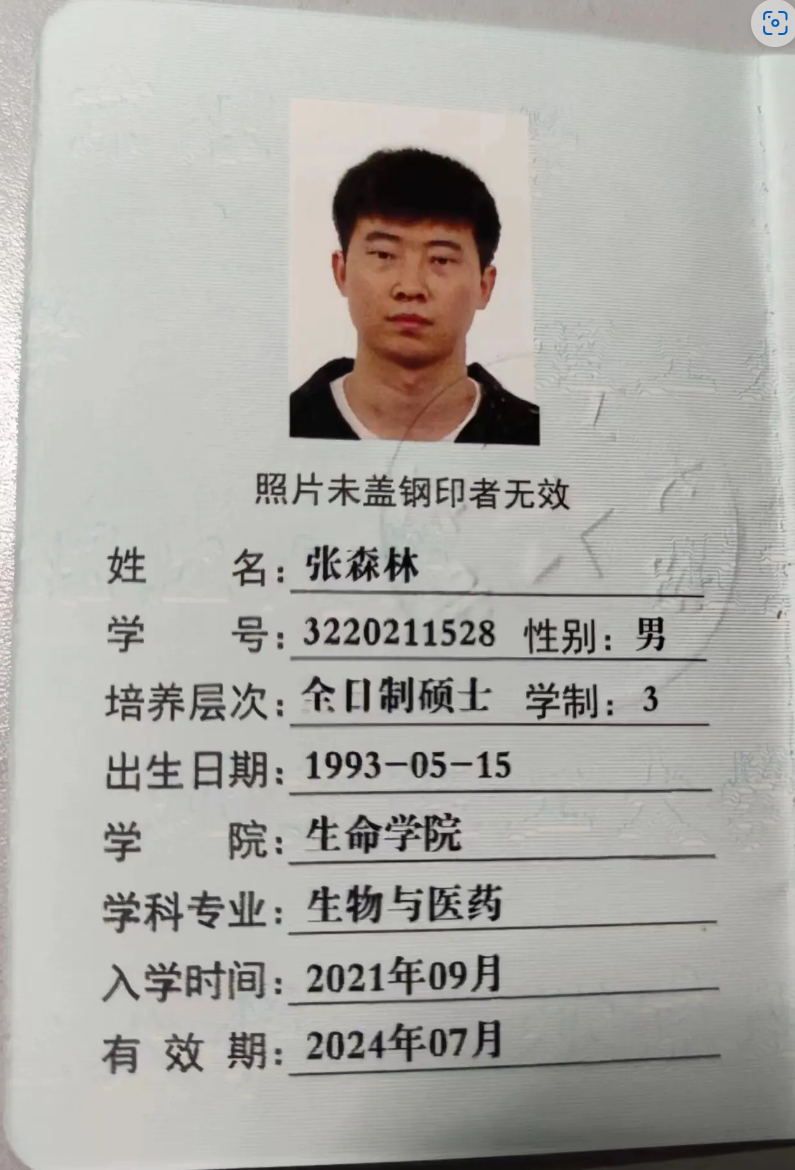 照片未盖钢印者无效
姓名：张森林
学号：3220211528 性别：男
培养层次：全日制硕士 学制：3
出生日期：1993-05-15
学院：生命学院
学科专业：生物与医药
入学时间：2021年09月
有效期：2024年07月